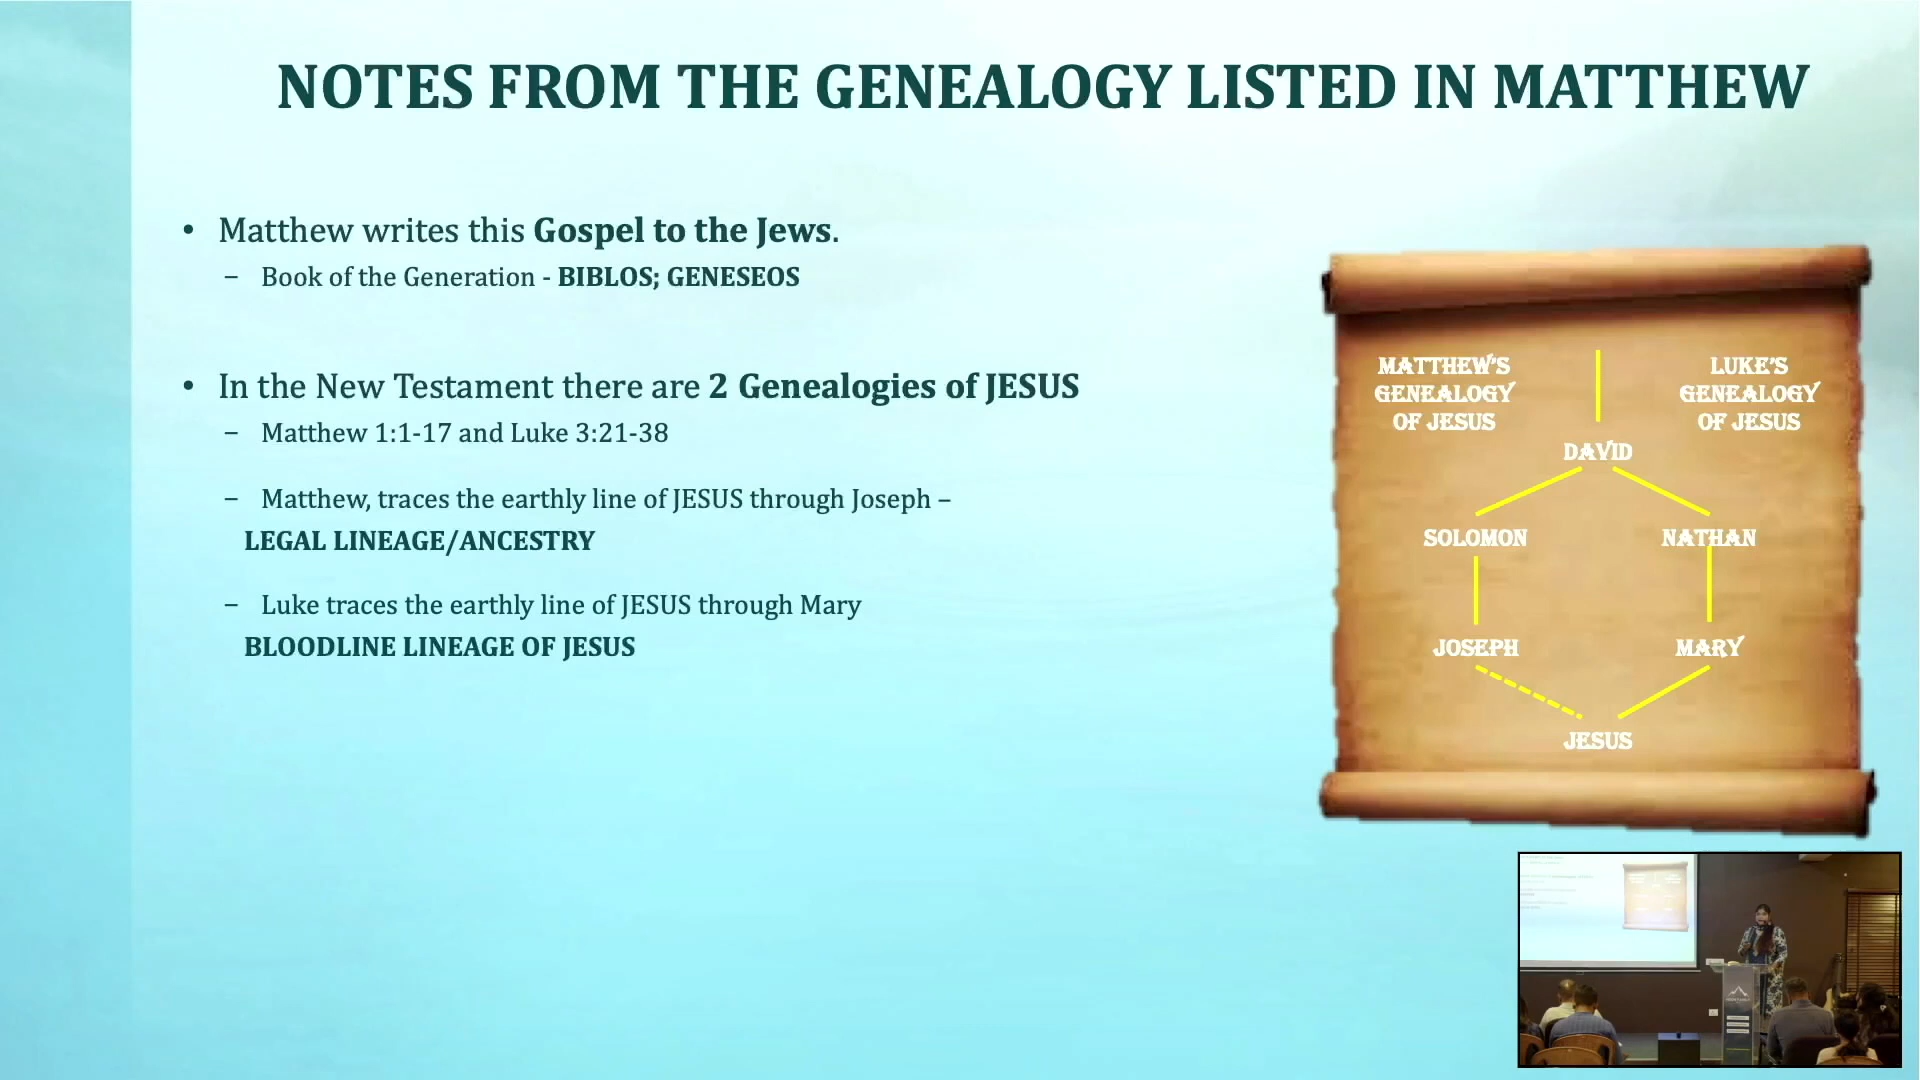 NOTES FROM THE GENEALOGY LISTED IN MATTHEW
• Matthew writes this Gospel to the Jews.
– Book of the Generation - BIBLOS; GENESEOS
• In the New Testament there are 2 Genealogies of JESUS
– Matthew 1:1-17 and Luke 3:21-38
– Matthew, traces the earthly line of JESUS through Joseph –
LEGAL LINEAGE/ANCESTRY
– Luke traces the earthly line of JESUS through Mary
BLOODLINE LINEAGE OF JESUS
MATTHEW'S
GENEALOGY
OF JESUS
LUKE'S
GENEALOGY
OF JESUS
DAVID
SOLOMON
NATHAN
JOSEPH
MARY
JESUS